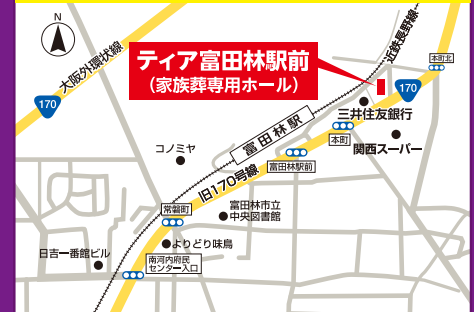 N
大阪外環状線
170
ティア富田林駅前
（家族葬専用ホール）
近鉄長野線
本町北
170
三井住友銀行
本町
関西スーパー
コノミヤ
富田林駅
富田林駅前
旧170号線
常磐町
富田林市立
中央図書館
よりどり味鳥
日吉一番館ビル
南河内府民
センター入口